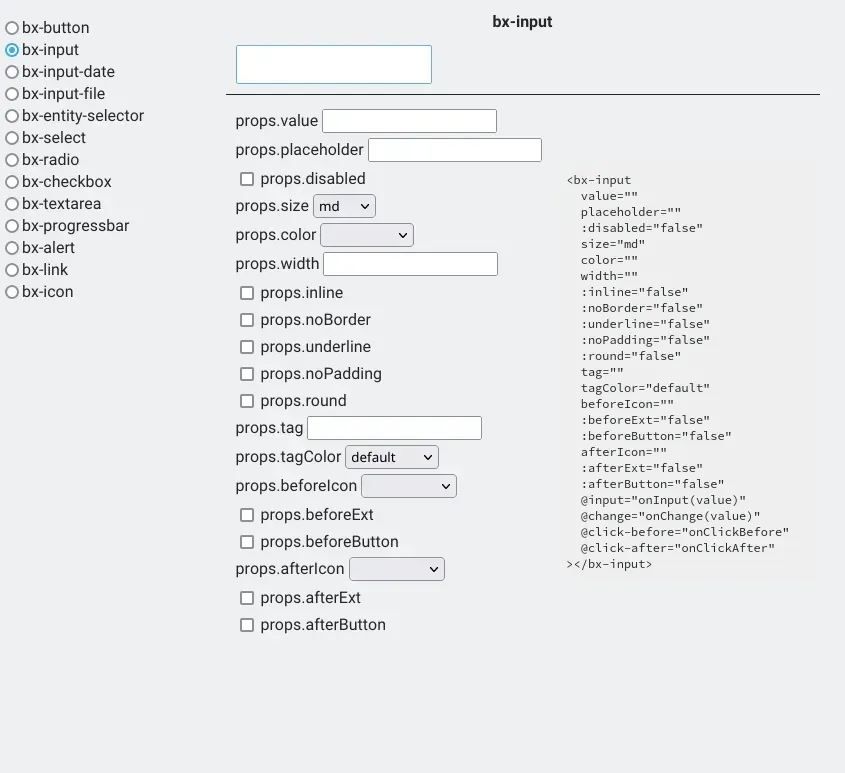 bx-button
bx-input
bx-input-date
bx-input-file
bx-entity-selector
bx-select
bx-radio
bx-checkbox
bx-textarea
bx-progressbar
bx-alert
bx-link
bx-icon
bx-input
props.value
props.placeholder
props.disabled
props.size md
props.color
props.width
props.inline
props.noBorder
props.underline
props.noPadding
props.round
props.tag
props.tagColor default
props.beforeIcon
props.beforeExt
props.beforeButton
props.afterIcon
props.afterExt
props.afterButton
<bx-input
value=""
placeholder=""
:disabled="false"
size="md"
color=""
width=""
:inline="false"
:noBorder="false"
:underline="false"
:noPadding="false"
:round="false"
tag=""
tagColor="default"
beforeIcon=""
:beforeExt="false"
:beforeButton="false"
afterIcon=""
:afterExt="false"
:afterButton="false"
@input="onInput(value)"
@change="onChange(value)"
@click-before="onClickBefore"
@click-after="onClickAfter"
></bx-input>